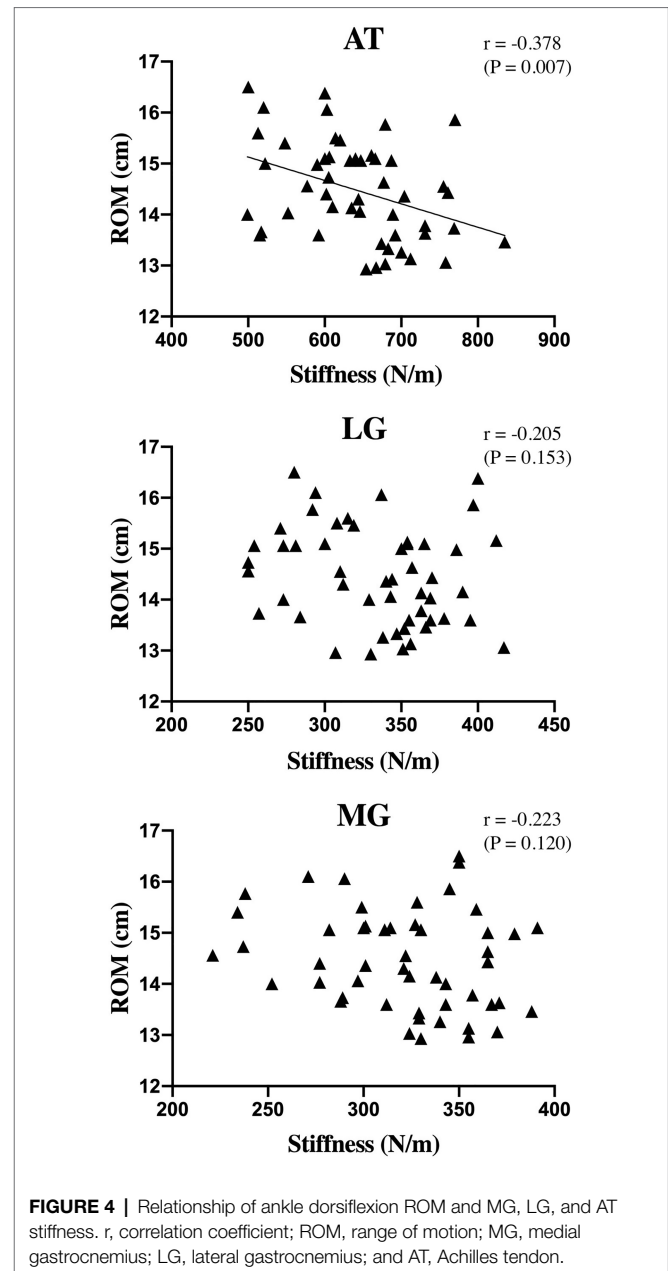 AT
r = -0.378
(P = 0.007)
17
16
15
14
13
12
ROM (cm)
400 500 600 700 800 900
Stiffness (N/m)
LG
r = -0.205
(P = 0.153)
17
16
15
14
13
12
ROM (cm)
200 250 300 350 400 450
Stiffness (N/m)
MG
r = -0.223
(P = 0.120)
17
16
15
14
13
12
ROM (cm)
200 250 300 350 400
Stiffness (N/m)
FIGURE 4 | Relationship of ankle dorsiflexion ROM and MG, LG, and AT
stiffness. r, correlation coefficient; ROM, range of motion; MG, medial
gastrocnemius; LG, lateral gastrocnemius; and AT, Achilles tendon.